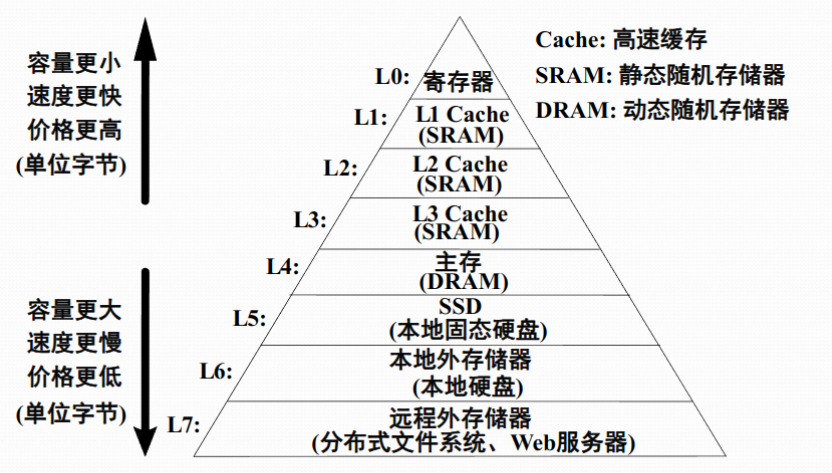 容量更小
速度更快
价格更高
(单位字节)
容量更大
速度更慢
价格更低
(单位字节)
L0: 寄存器
L1: L1 Cache
(SRAM)
L2: L2 Cache
(SRAM)
L3: L3 Cache
(SRAM)
L4: 主存
(DRAM)
L5: SSD
(本地固态硬盘)
L6: 本地外存储器
(本地硬盘)
L7: 远程外存储器
(分布式文件系统、Web服务器)
Cache: 高速缓存
SRAM: 静态随机存储器
DRAM: 动态随机存储器